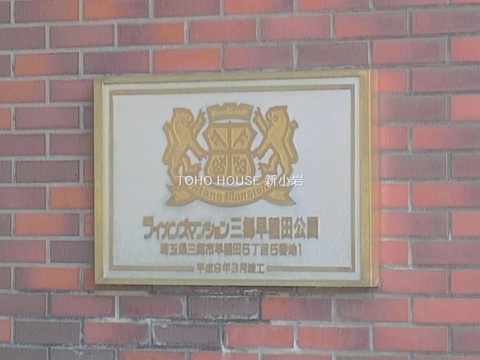 TOHO HOUSE 新小岩
ライオンズマンション三郷早稲田公園
埼玉県三郷市早稲田5丁目5番地1
平成9年3月竣工